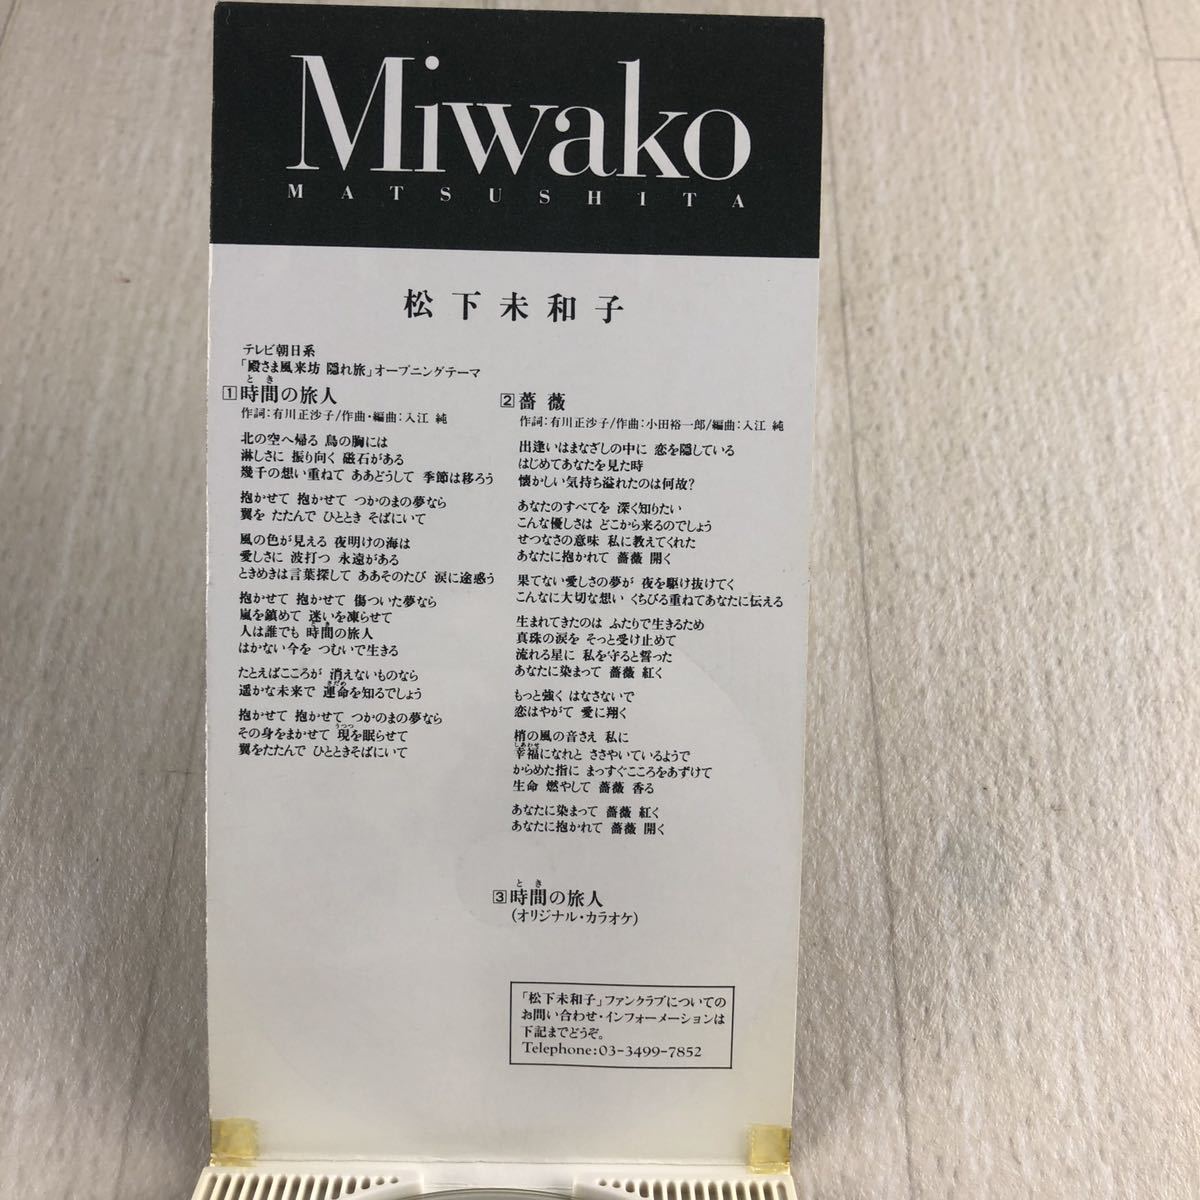 Miwako
MATSUSHITA
松下未和子
テレビ朝日系
「殿さま風来坊 隠れ旅」オープニングテーマ
とき
1 時間の旅人
作詞:有川正沙子/作曲・編曲:入江 純
北の空へ帰る 鳥の胸には
淋しさに 振り向く 磁石がある
幾千の想い重ねて ああどうして 季節は移ろう
抱かせて 抱かせて つかのまの夢なら
翼を たたんで ひととき そばにいて
風の色が見える 夜明けの海は
愛しさに 波打つ 永遠がある
ときめきは言葉探して ああそのたび 涙に途惑う
抱かせて 抱かせて 傷ついた夢なら
嵐を鎮めて 迷いを凍らせて
とき
人は誰でも 時間の旅人
はかない今を つむいで生きる
たとえばこころが 消えないものなら
さだめ
遥かな未来で 運命を知るでしょう
抱かせて 抱かせて つかのまの夢なら
うつつ
その身をまかせて 現を眠らせて
翼をたたんで ひとときそばにいて
2 薔薇
作詞:有川正沙子/作曲:小田裕一郎/編曲:入江 純
出逢いはまなざしの中に 恋を隠している
はじめてあなたを見た時
懐かしい気持ち溢れたのは何故?
あなたのすべてを 深く知りたい
こんな優しさは どこから来るのでしょう
せつなさの意味 私に教えてくれた
あなたに抱かれて 薔薇 開く
果てない愛しさの夢が 夜を駆け抜けてく
こんなに大切な想い くちびる重ねてあなたに伝える
生まれてきたのは ふたりで生きるため
真珠の涙を そっと受け止めて
流れる星に 私を守ると誓った
あなたに染まって 薔薇 紅く
もっと強く はなさないで
恋はやがて 愛に翔く
梢の風の音さえ 私に
しあわせ
幸福になれと ささやいているようで
からめた指に まっすぐこころをあずけて
生命 燃やして 薔薇 香る
あなたに染まって 薔薇 紅く
あなたに抱かれて 薔薇 開く
とき
3 時間の旅人
(オリジナル・カラオケ)
「松下未和子」ファンクラブについての
お問い合わせ・インフォーメーションは
下記までどうぞ。
Telephone:03-3499-7852